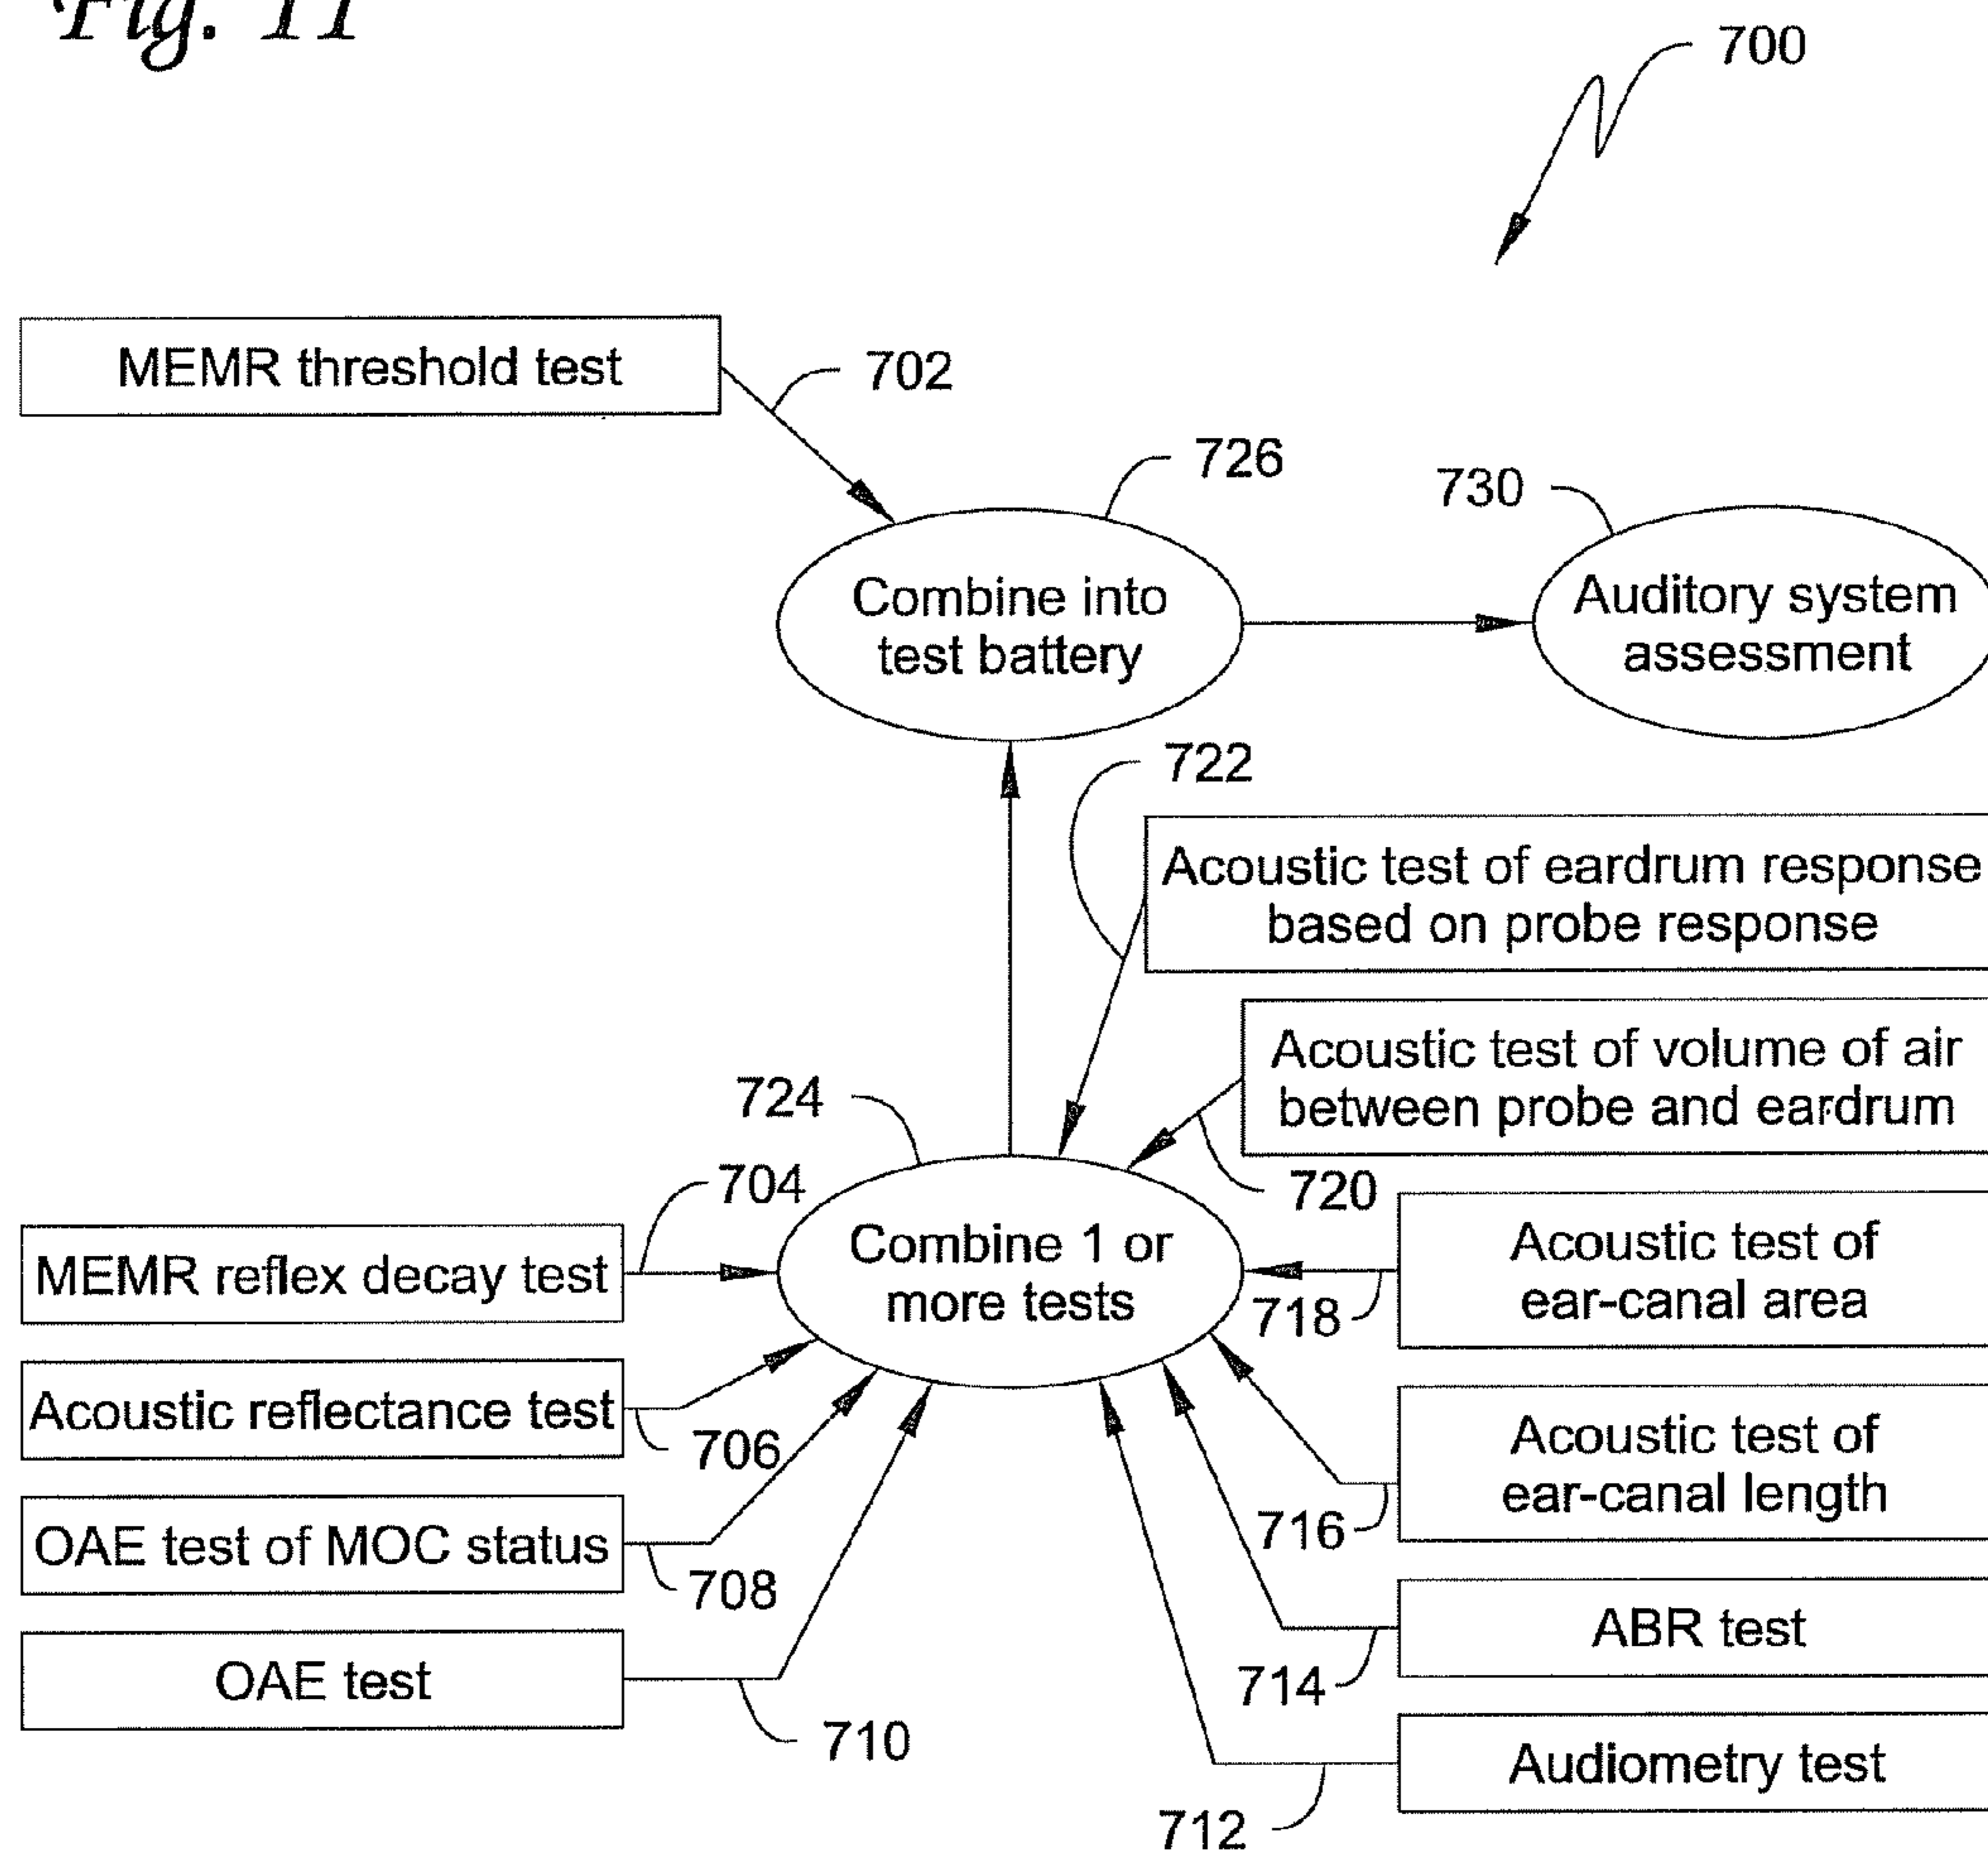 Fig. 11
700
MEMR threshold test
702
726
730
Combine into
test battery
Auditory system
assessment
722
Acoustic test of eardrum response
based on probe response
Acoustic test of volume of air
between probe and eardrum
724
720
704
MEMR reflex decay test
Combine 1 or
more tests
718
Acoustic test of
ear-canal area
Acoustic reflectance test
706
Acoustic test of
ear-canal length
716
OAE test of MOC status
708
ABR test
714
OAE test
710
Audiometry test
712